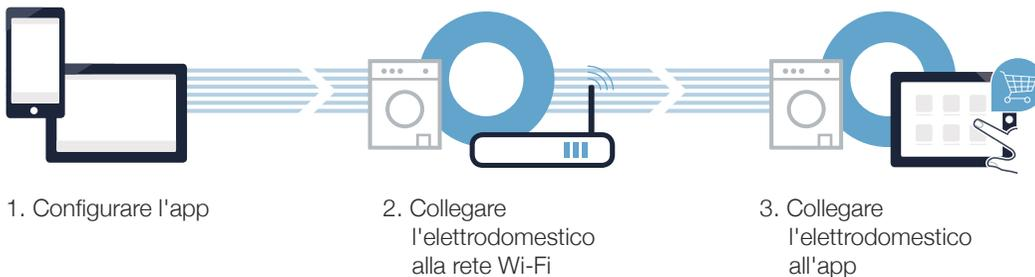 1. Configurare l'app
2. Collegare
l'elettrodomestico
alla rete Wi-Fi
3. Collegare
l'elettrodomestico
all'app